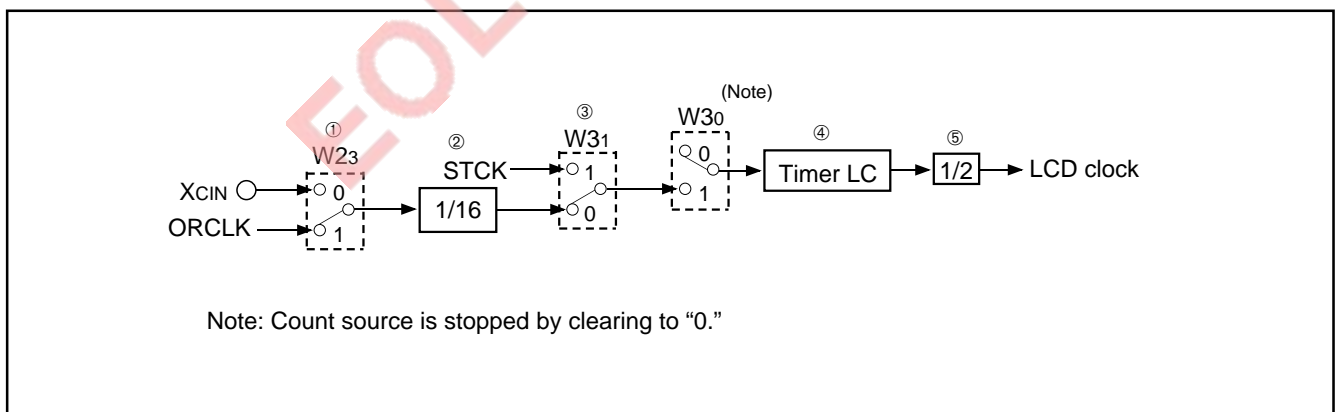 EOL
(Note)
① ② ③ W30 ④ ⑤
W23 STCK W31
XCIN 0 1 0 Timer LC 1/2 LCD clock
ORCLK 1 1/16 0 1
Note: Count source is stopped by clearing to “0.”